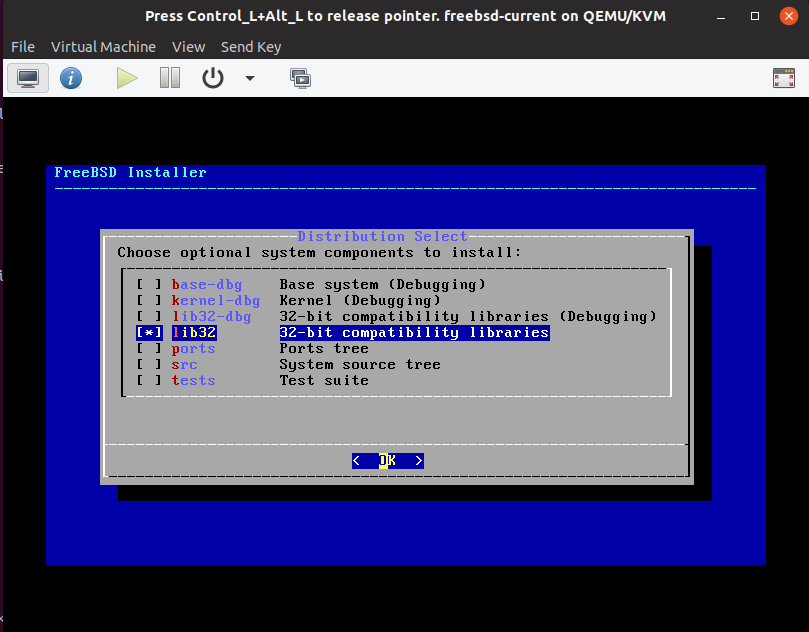 Press Control_L+Alt_L to release pointer. freebsd-current on QEMU/KVM
File Virtual Machine View Send Key
FreeBSD Installer
Distribution Select
Choose optional system components to install:
[ ] base-dbg Base system (Debugging)
[ ] kernel-dbg Kernel (Debugging)
[ ] lib32-dbg 32-bit compatibility libraries (Debugging)
[*] lib32 32-bit compatibility libraries
[ ] ports Ports tree
[ ] src System source tree
[ ] tests Test suite
< OK >